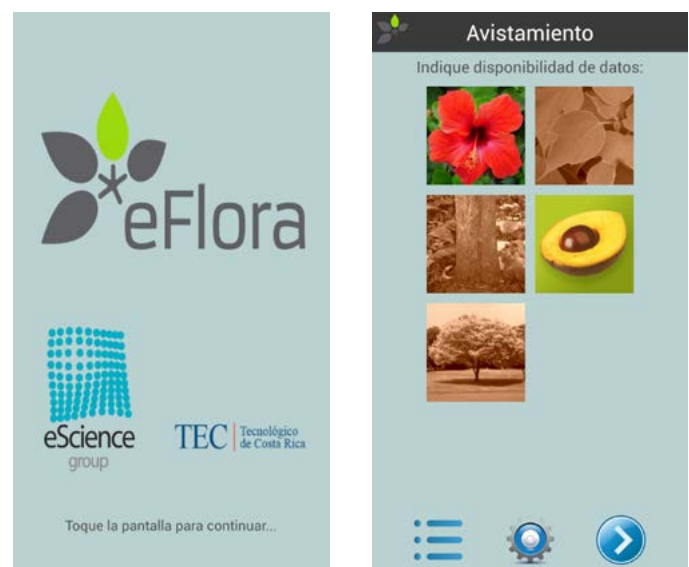 eFlora
eScience
group
TEC
Tecnológico
de Costa Rica
Toque la pantalla para continuar...
Avistamiento
Indique disponibilidad de datos: